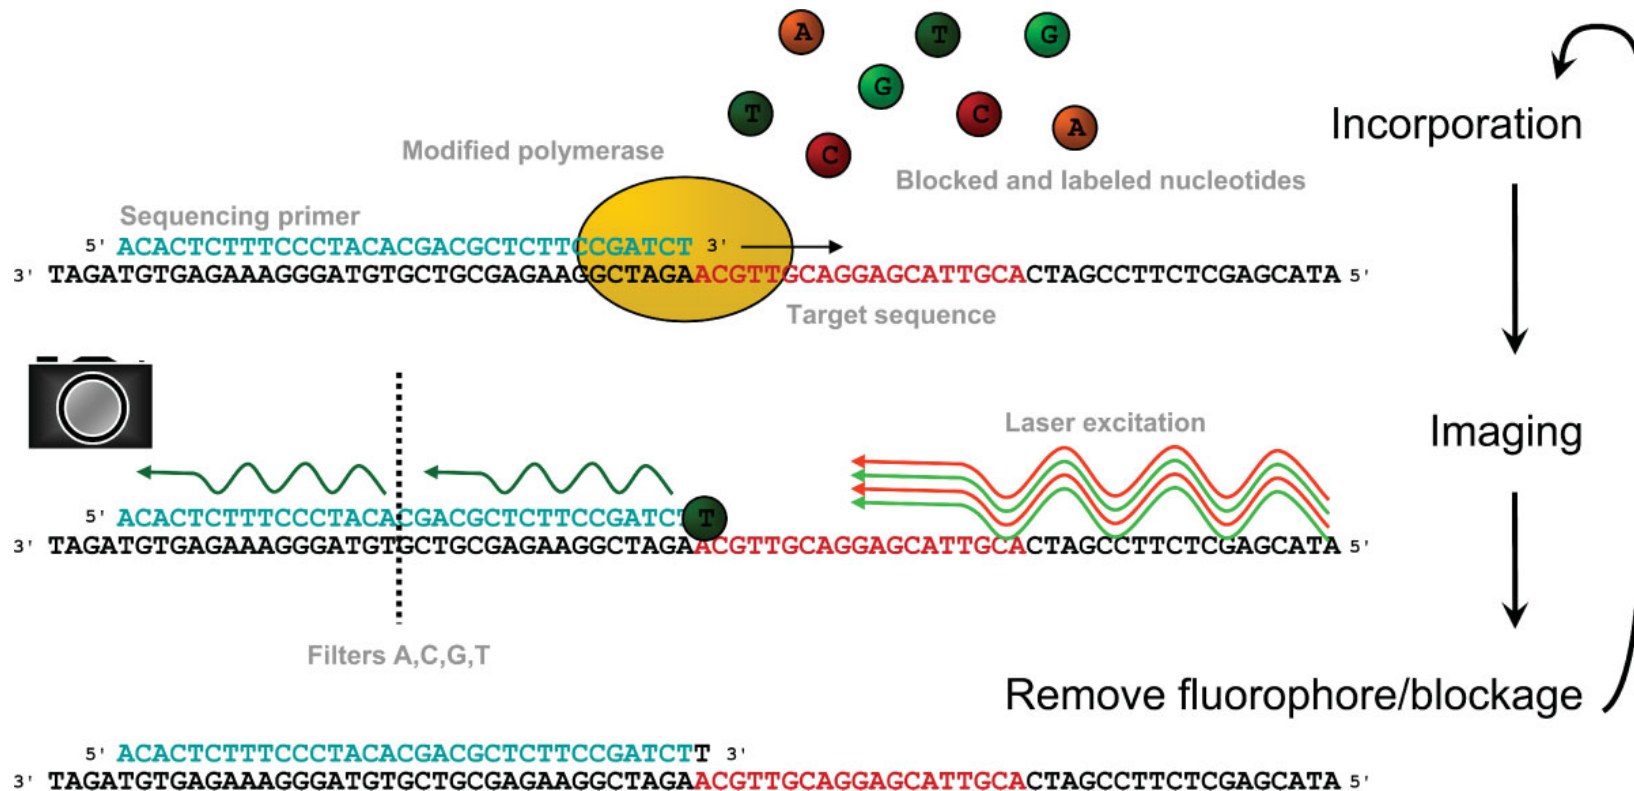 A T G
G
T C A
C
Incorporation
Modified polymerase
Blocked and labeled nucleotides
Sequencing primer
5' ACACTCTTTCCCTACACGACGCTCTTCCGATCT 3'
3' TAGATGTGAGAAAGGGATGTGCTGCGAGAAGGCTAGAACGTTGCAGGAGCATTGCACTAGCCTTCTCGAGCATA 5'
Target sequence
Laser excitation
Imaging
5' ACACTCTTTCCCTACACGACGCTCTTCCGATCT T
3' TAGATGTGAGAAAGGGATGTGCTGCGAGAAGGCTAGAACGTTGCAGGAGCATTGCACTAGCCTTCTCGAGCATA 5'
Filters A,C,G,T
Remove fluorophore/blockage
5' ACACTCTTTCCCTACACGACGCTCTTCCGATCTT 3'
3' TAGATGTGAGAAAGGGATGTGCTGCGAGAAGGCTAGAACGTTGCAGGAGCATTGCACTAGCCTTCTCGAGCATA 5'